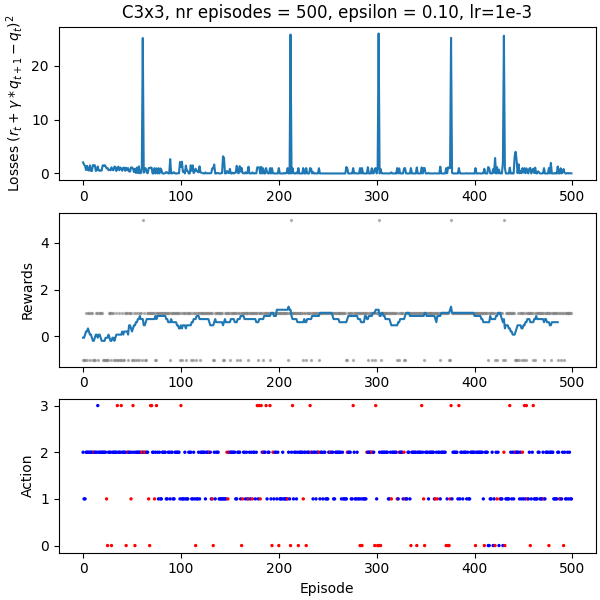 C3x3, nr episodes = 500, epsilon = 0.10, lr=1e-3
Losses $(r_t + \gamma * q_{t+1} - q_t)^2$
20
10
0
0 100 200 300 400 500
Rewards
4
2
0
0 100 200 300 400 500
Action
3
2
1
0
0 100 200 300 400 500
Episode